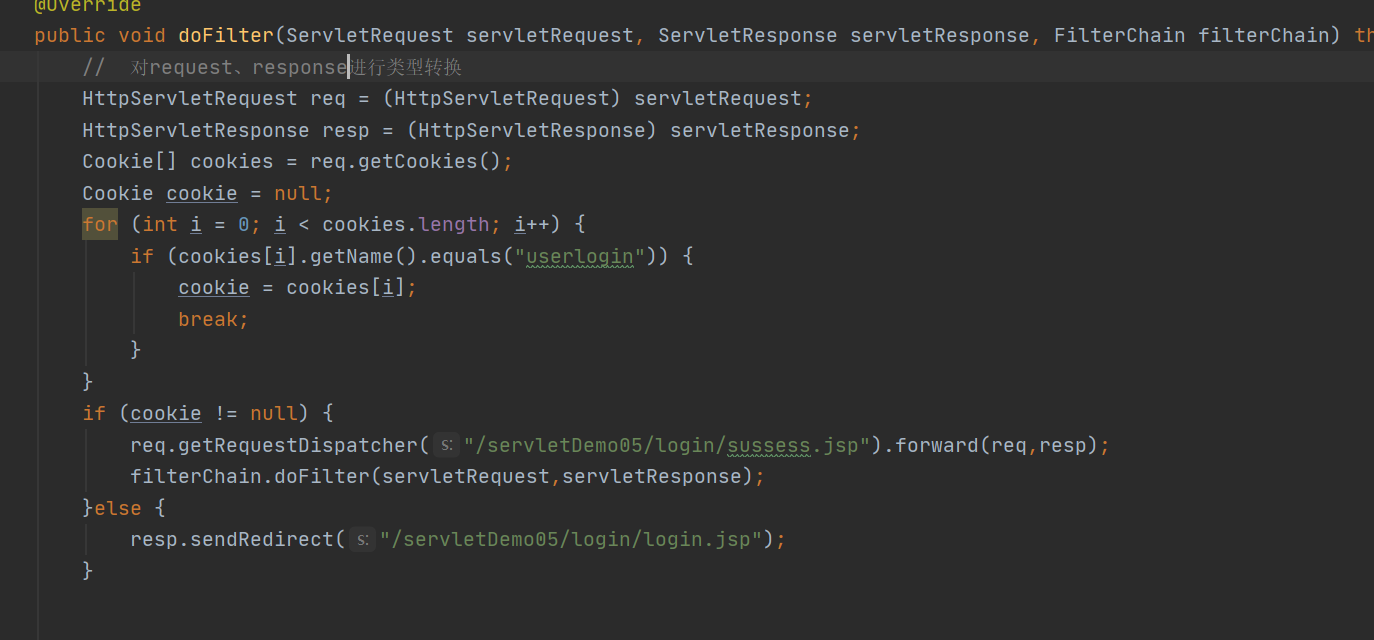 @Override
public void doFilter(ServletRequest servletRequest, ServletResponse servletResponse, FilterChain filterChain) th
//  对request、response进行类型转换
HttpServletRequest req = (HttpServletRequest) servletRequest;
HttpServletResponse resp = (HttpServletResponse) servletResponse;
Cookie[] cookies = req.getCookies();
Cookie cookie = null;
for (int i = 0; i < cookies.length; i++) {
if (cookies[i].getName().equals("userlogin")) {
cookie = cookies[i];
break;
}
}
if (cookie != null) {
req.getRequestDispatcher( s: "/servletDemo05/login/sussess.jsp").forward(req,resp);
filterChain.doFilter(servletRequest,servletResponse);
}else {
resp.sendRedirect( s: "/servletDemo05/login/login.jsp");
}